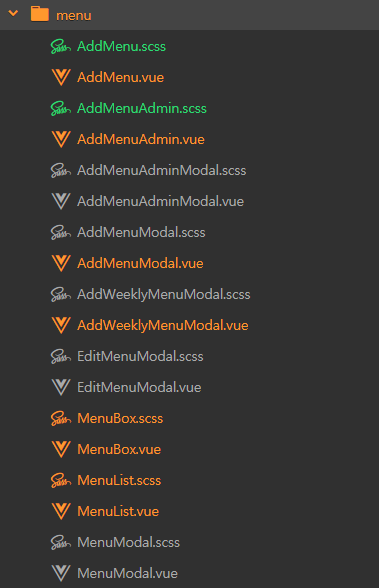 menu
AddMenu.scss
AddMenu.vue
AddMenuAdmin.scss
AddMenuAdmin.vue
AddMenuAdminModal.scss
AddMenuAdminModal.vue
AddMenuModal.scss
AddMenuModal.vue
AddWeeklyMenuModal.scss
AddWeeklyMenuModal.vue
EditMenuModal.scss
EditMenuModal.vue
MenuBox.scss
MenuBox.vue
MenuList.scss
MenuList.vue
MenuModal.scss
MenuModal.vue